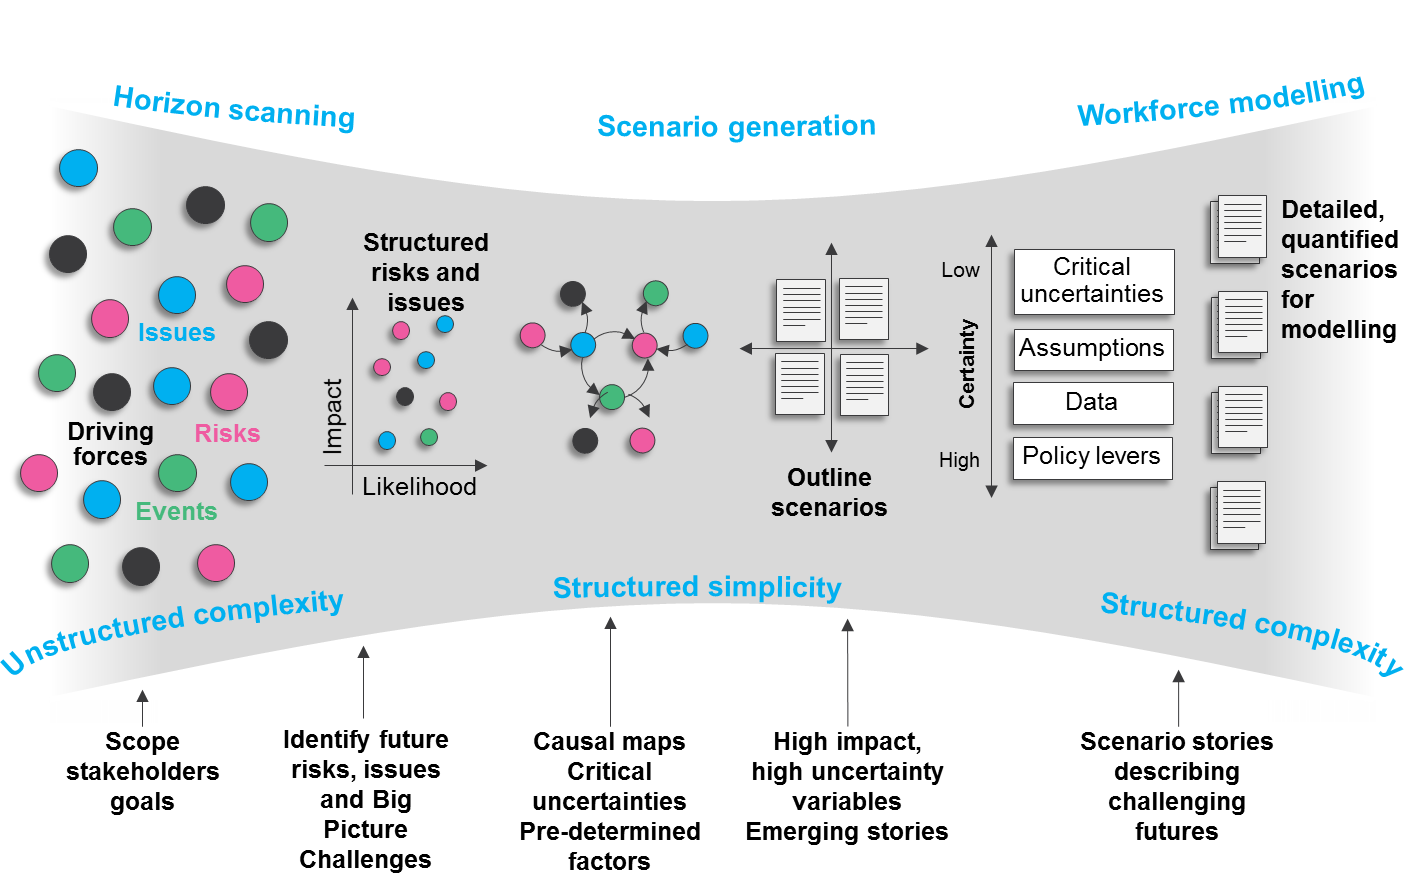 Horizon scanning
Scenario generation
Workforce modelling
Issues
Driving
forces
Risks
Events
Structured
risks and
issues
Impact
Likelihood
Outline
scenarios
Low
Certainty
High
Critical
uncertainties
Assumptions
Data
Policy levers
Detailed,
quantified
scenarios
for
modelling
Unstructured complexity
Structured simplicity
Structured complexity
Scope
stakeholders
goals
Identify future
risks, issues
and Big
Picture
Challenges
Causal maps
Critical
uncertainties
Pre-determined
factors
High impact,
high uncertainty
variables
Emerging stories
Scenario stories
describing
challenging
futures